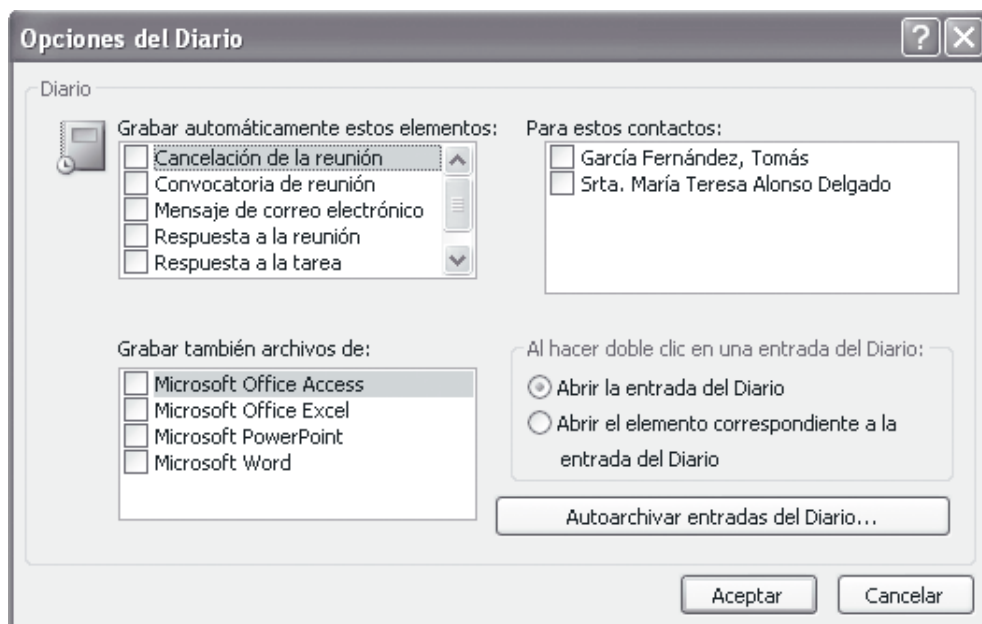 Opciones del Diario
Diario
Grabar automáticamente estos elementos:
Cancelación de la reunión
Convocatoria de reunión
Mensaje de correo electrónico
Respuesta a la reunión
Respuesta a la tarea
Para estos contactos:
García Fernández, Tomás
Srta. María Teresa Alonso Delgado
Grabar también archivos de:
Microsoft Office Access
Microsoft Office Excel
Microsoft PowerPoint
Microsoft Word
Al hacer doble clic en una entrada del Diario:
Abrir la entrada del Diario
Abrir el elemento correspondiente a la
entrada del Diario
Autoarchivar entradas del Diario...
Aceptar
Cancelar